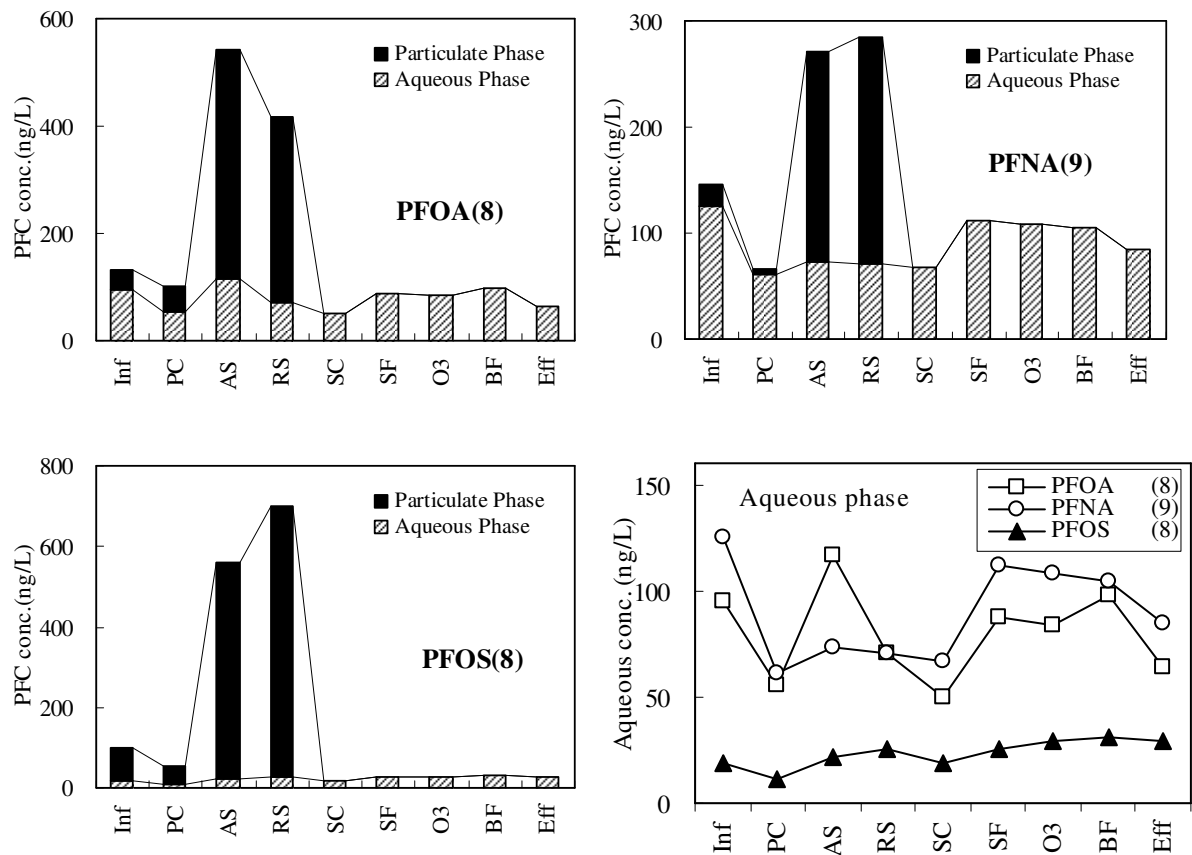 600
400
200
0
PFC conc.(ng/L)
Particulate Phase
Aqueous Phase
PFOA(8)
Inf PC AS RS SC SF O3 BF Eff
300
200
100
0
PFC conc.(ng/L)
Particulate Phase
Aqueous Phase
PFNA(9)
Inf PC AS RS SC SF O3 BF Eff
800
600
400
200
0
PFC conc.(ng/L)
Particulate Phase
Aqueous Phase
PFOS(8)
Inf PC AS RS SC SF O3 BF Eff
150
100
50
0
Aqueous conc.(ng/L)
Aqueous phase
PFOA (8)
PFNA (9)
PFOS (8)
Inf PC AS RS SC SF O3 BF Eff